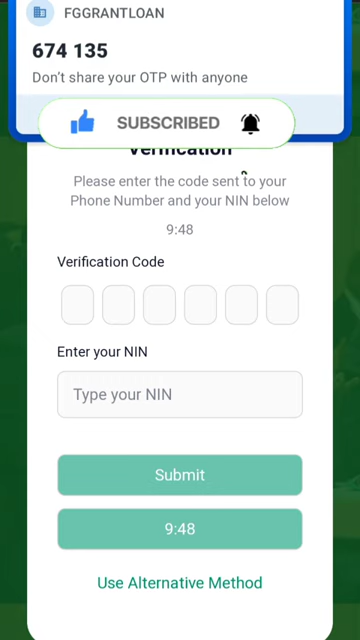 FGGRANTLOAN
674 135
Don't share your OTP with anyone
SUBSCRIBED
Verification
Please enter the code sent to your
Phone Number and your NIN below
9:48
Verification Code
Enter your NIN
Type your NIN
Submit
9:48
Use Alternative Method